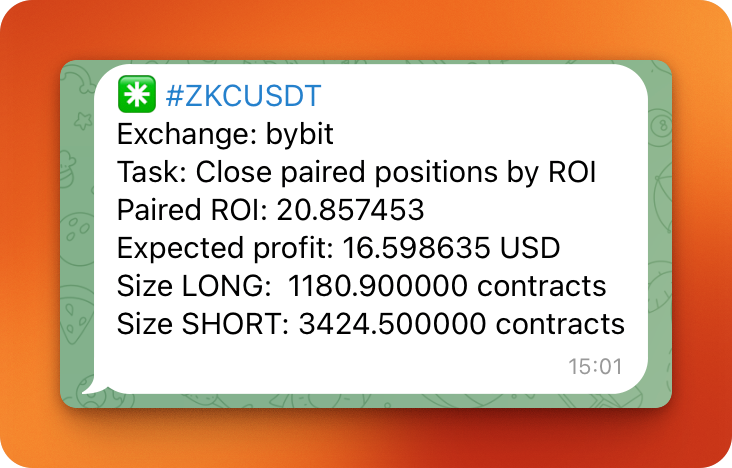 ✳️ #ZKCUSDT
Exchange: bybit
Task: Close paired positions by ROI
Paired ROI: 20.857453
Expected profit: 16.598635 USD
Size LONG:  1180.900000 contracts
Size SHORT: 3424.500000 contracts
15:01